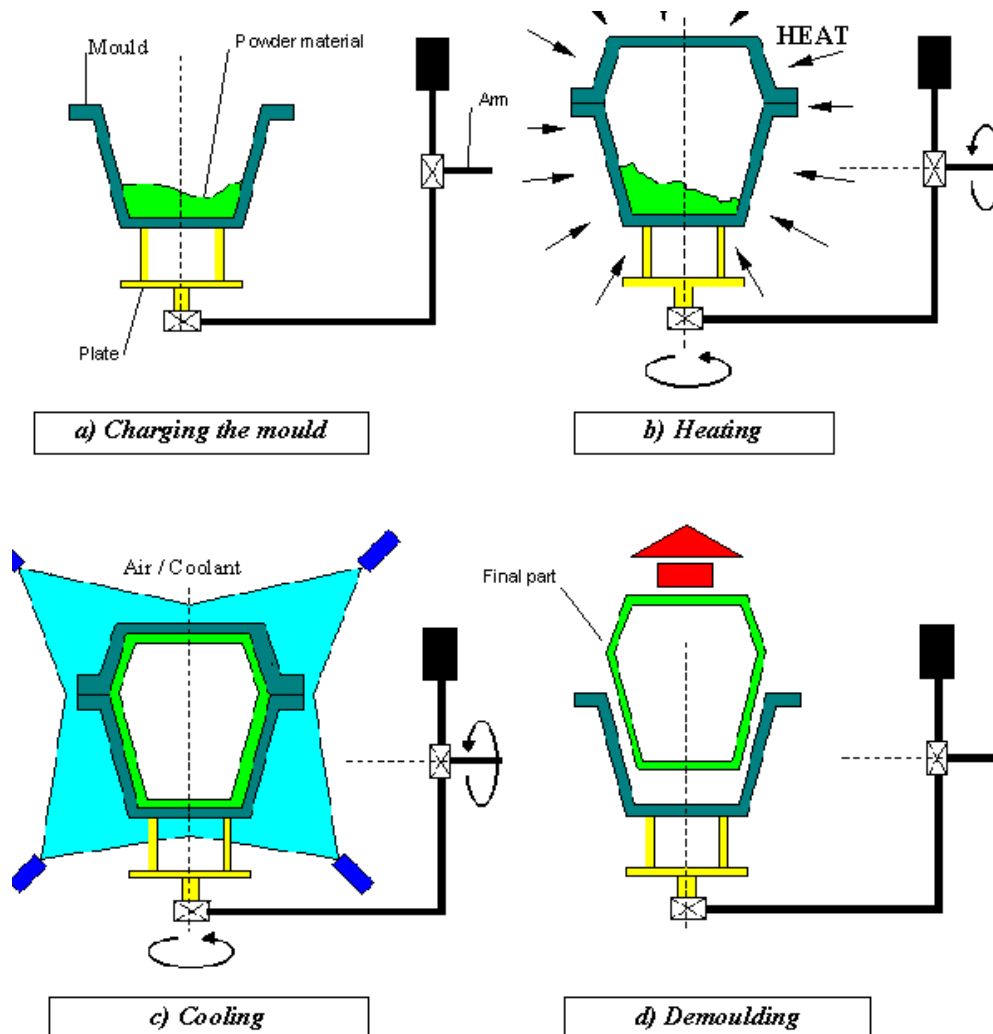 Mould
Powder material
Arm
Plate
a) Charging the mould
HEAT
b) Heating
Air / Coolant
c) Cooling
Final part
d) Demoulding